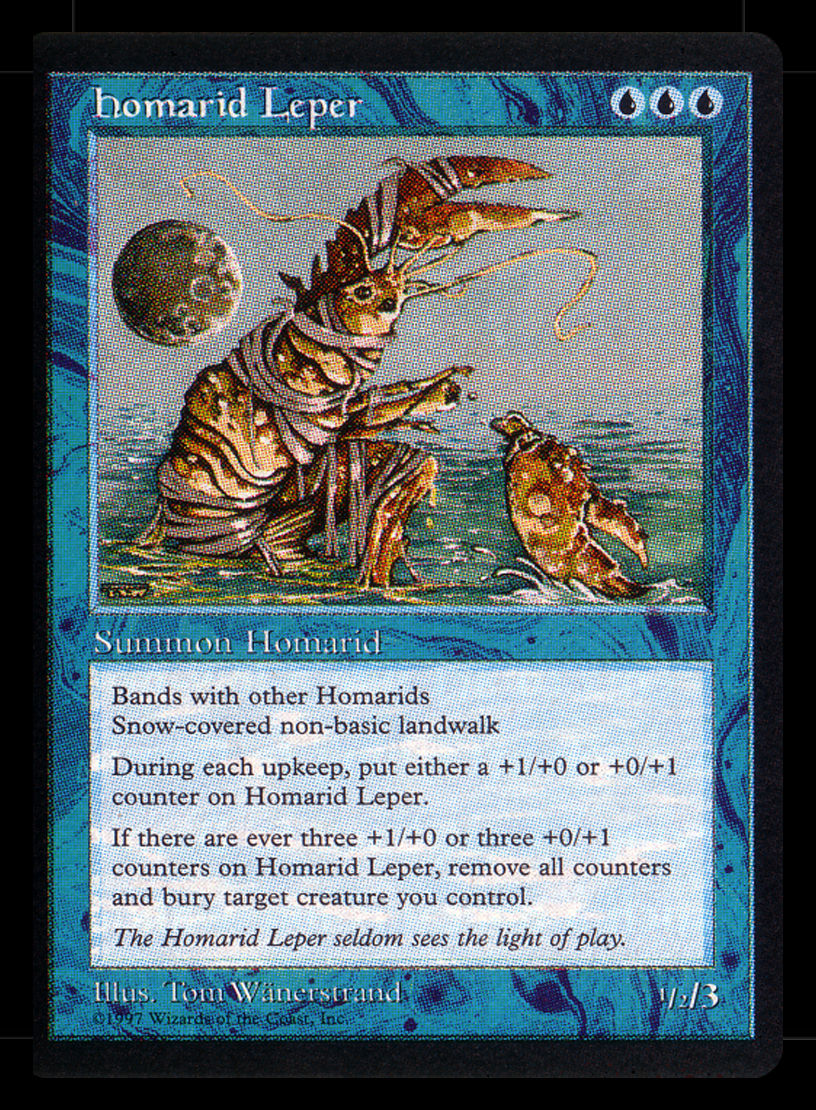 Homarid Leper
Summon Homarid
Bands with other Homarids
Snow-covered non-basic landwalk
During each upkeep, put either a +1/+0 or +0/+1
counter on Homarid Leper.
If there are ever three +1/+0 or three +0/+1
counters on Homarid Leper, remove all counters
and bury target creature you control.
The Homarid Leper seldom sees the light of play.
Illus. Tom Wänerstrand
1/2/3
©1997 Wizards of the Coast, Inc.